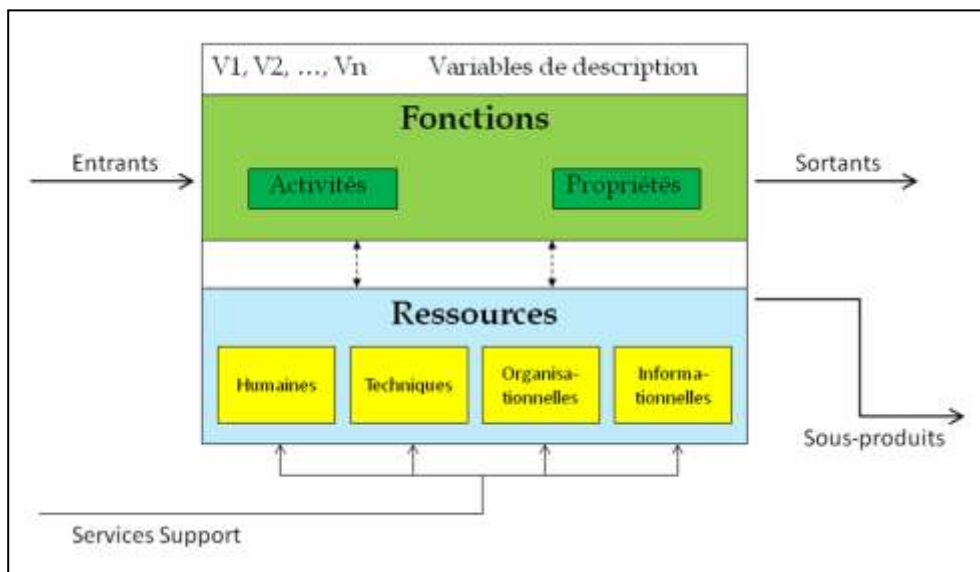 V1, V2, ..., Vn Variables de description
Fonctions
Entrants
Sortants
Activités
Propriétés
Ressources
Humaines
Techniques
Organisa-
tionnelles
Informa-
tionnelles
Sous-produits
Services Support